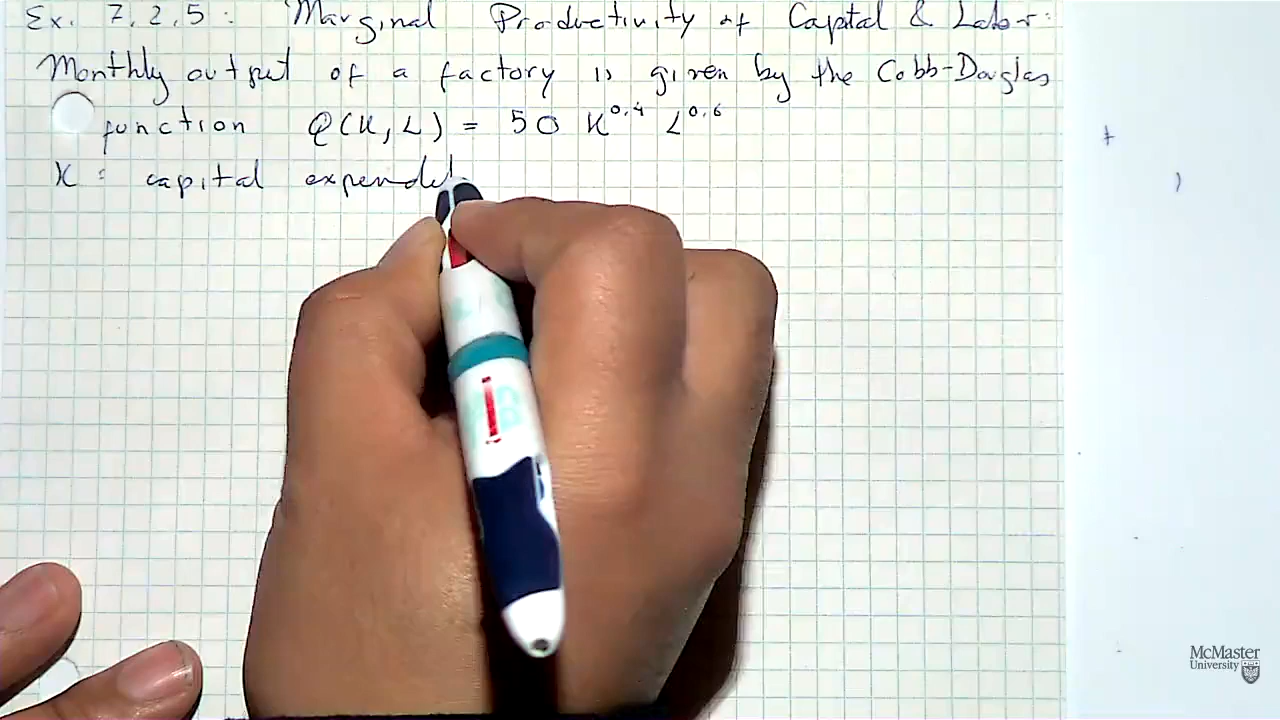 Ex. 7.2.5: Marginal Productivity of Capital & Labor:
Monthly output of a factory is given by the Cobb-Douglas
function Q(K, L) = 50 K^0.4 L^0.6
K: capital
McMaster
University